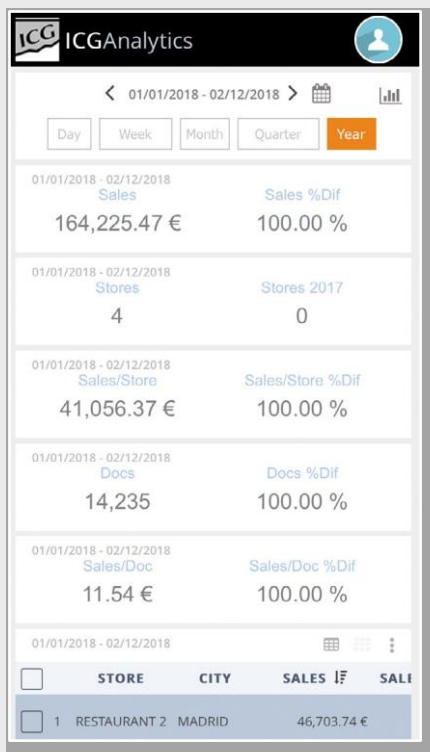 ICG ICGAnalytics
01/01/2018 - 02/12/2018
Day Week Month Quarter Year
01/01/2018 - 02/12/2018
Sales Sales %Dif
164,225.47 € 100.00 %
01/01/2018 - 02/12/2018
Stores Stores 2017
4 0
01/01/2018 - 02/12/2018
Sales/Store Sales/Store %Dif
41,056.37 € 100.00 %
01/01/2018 - 02/12/2018
Docs Docs %Dif
14,235 100.00 %
01/01/2018 - 02/12/2018
Sales/Doc Sales/Doc %Dif
11.54 € 100.00 %
01/01/2018 - 02/12/2018
STORE CITY SALES SALE
1 RESTAURANT 2 MADRID 46,703.74 €